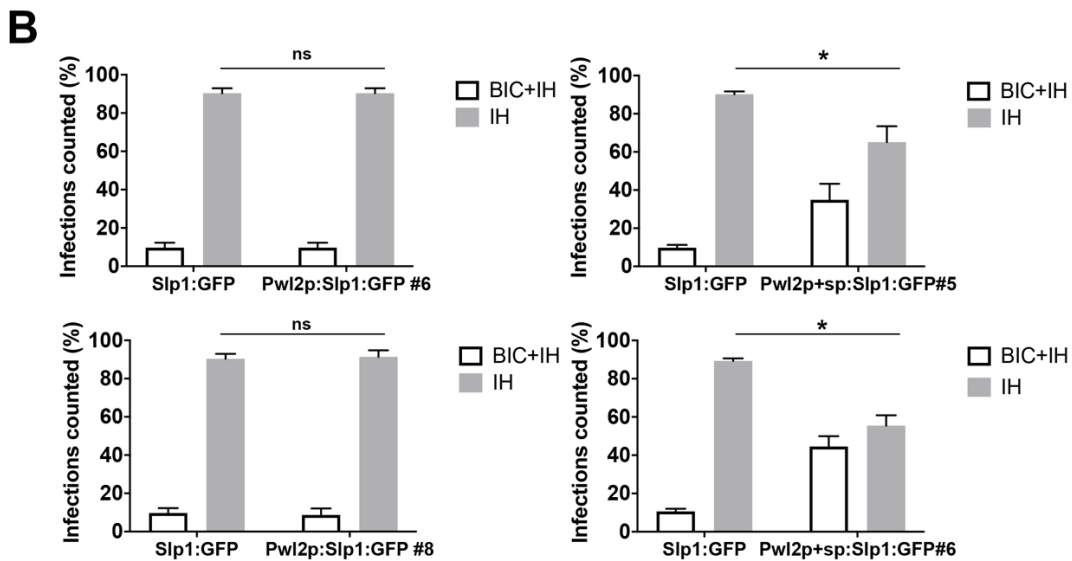 B
ns
Infections counted (%)
100
80
60
40
20
0
Slp1:GFP
Pwl2p:Slp1:GFP #6
BIC+IH
IH
*
Infections counted (%)
100
80
60
40
20
0
Slp1:GFP
Pwl2p+sp:Slp1:GFP#5
BIC+IH
IH
ns
Infections counted (%)
100
80
60
40
20
0
Slp1:GFP
Pwl2p:Slp1:GFP #8
BIC+IH
IH
*
Infections counted (%)
100
80
60
40
20
0
Slp1:GFP
Pwl2p+sp:Slp1:GFP#6
BIC+IH
IH